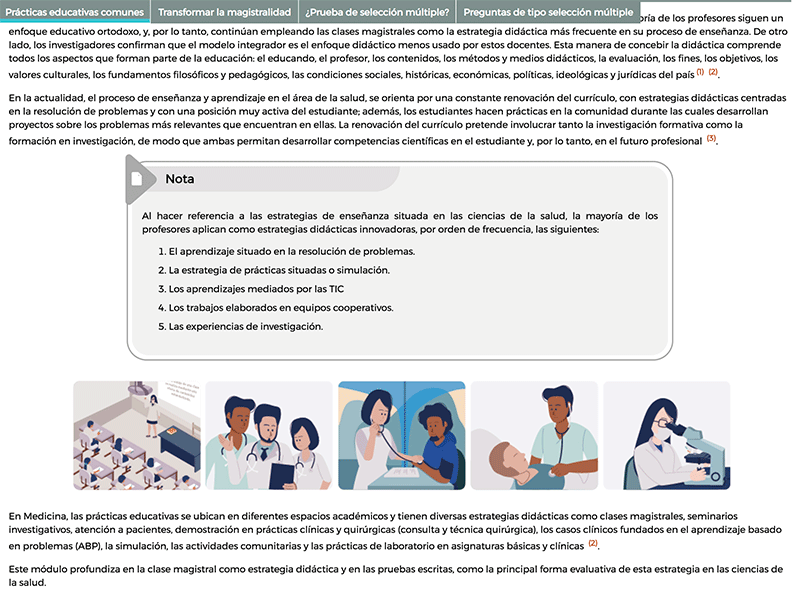 Prácticas educativas comunes
Transformar la magistralidad
¿Prueba de selección múltiple?
Preguntas de tipo selección múltiple
de los profesores siguen un
enfoque educativo ortodoxo, y, por lo tanto, continúan empleando las clases magistrales como la estrategia didáctica más frecuente en su proceso de enseñanza. De otro
lado, los investigadores confirman que el modelo integrador es el enfoque didáctico menos usado por estos docentes. Esta manera de concebir la didáctica comprende
todos los aspectos que forman parte de la educación: el educando, el profesor, los contenidos, los métodos y medios didácticos, la evaluación, los fines, los objetivos, los
valores culturales, los fundamentos filosóficos y pedagógicos, las condiciones sociales, históricas, económicas, políticas, ideológicas y jurídicas del país (1) (2).
En la actualidad, el proceso de enseñanza y aprendizaje en el área de la salud, se orienta por una constante renovación del currículo, con estrategias didácticas centradas
en la resolución de problemas y con una posición muy activa del estudiante; además, los estudiantes hacen prácticas en la comunidad durante las cuales desarrollan
proyectos sobre los problemas más relevantes que encuentran en ellas. La renovación del currículo pretende involucrar tanto la investigación formativa como la
formación en investigación, de modo que ambas permitan desarrollar competencias científicas en el estudiante y, por lo tanto, en el futuro profesional (3).
Nota
Al hacer referencia a las estrategias de enseñanza situada en las ciencias de la salud, la mayoría de los
profesores aplican como estrategias didácticas innovadoras, por orden de frecuencia, las siguientes:
1. El aprendizaje situado en la resolución de problemas.
2. La estrategia de prácticas situadas o simulación.
3. Los aprendizajes mediados por las TIC
4. Los trabajos elaborados en equipos cooperativos.
5. Las experiencias de investigación.
En Medicina, las prácticas educativas se ubican en diferentes espacios académicos y tienen diversas estrategias didácticas como clases magistrales, seminarios
investigativos, atención a pacientes, demostración en prácticas clínicas y quirúrgicas (consulta y técnica quirúrgica), los casos clínicos fundados en el aprendizaje basado
en problemas (ABP), la simulación, las actividades comunitarias y las prácticas de laboratorio en asignaturas básicas y clínicas (2).
Este módulo profundiza en la clase magistral como estrategia didáctica y en las pruebas escritas, como la principal forma evaluativa de esta estrategia en las ciencias de
la salud.